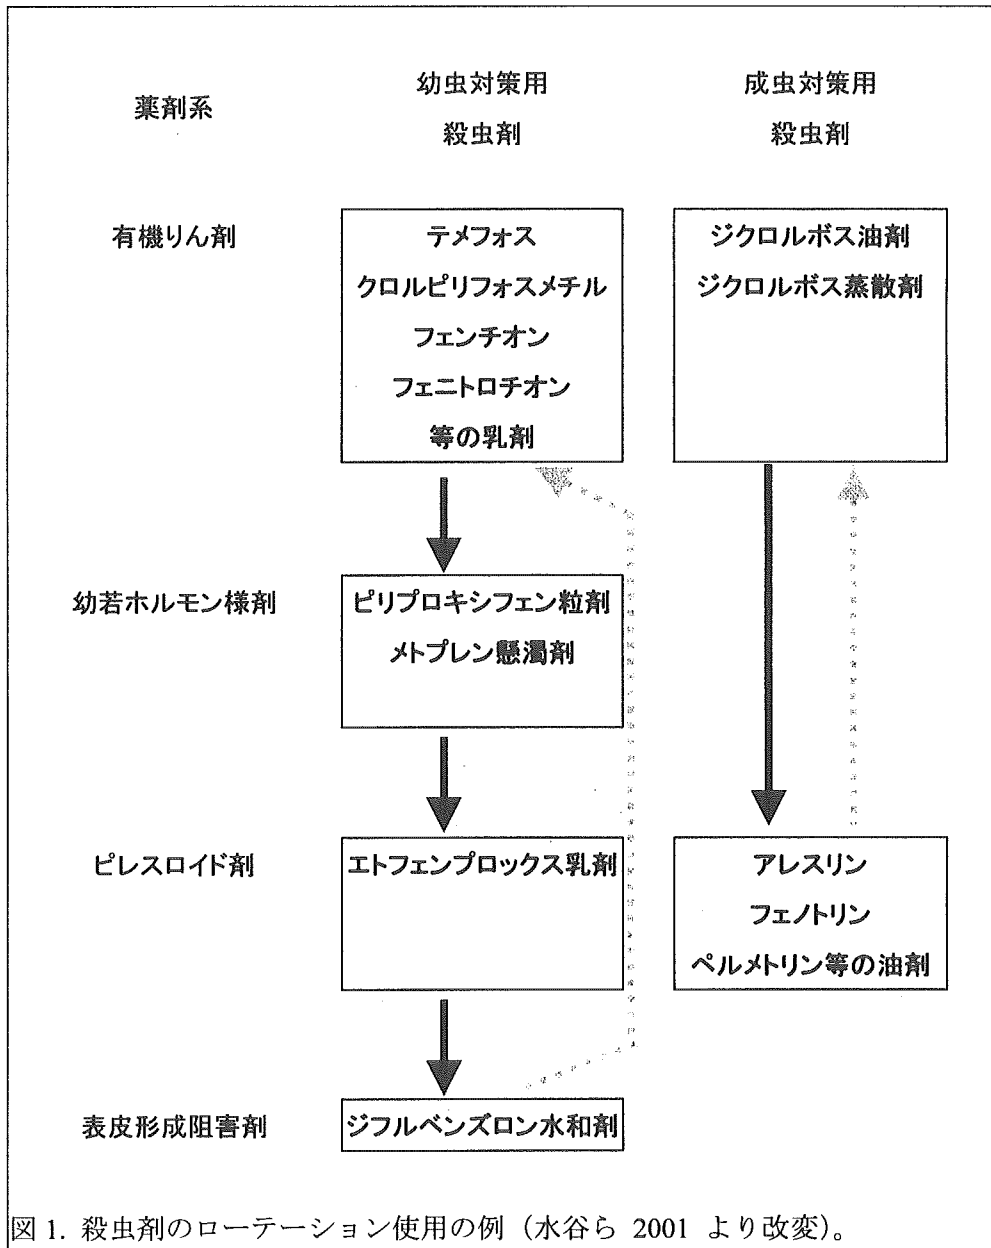 薬剤系
幼虫対策用
殺虫剤
成虫対策用
殺虫剤
有機りん剤
テメフォス
クロルピリフォスメチル
フェンチオン
フェニトロチオン
等の乳剤
ジクロルボス油剤
ジクロルボス蒸散剤
幼若ホルモン様剤
ピリプロキシフェン粒剤
メトプレン懸濁剤
ピレスロイド剤
エトフェンプロックス乳剤
アレスリン
フェノトリン
ペルメトリン等の油剤
表皮形成阻害剤
ジフルベンズロン水和剤
図 1. 殺虫剤のローテーション使用の例（水谷ら 2001 より改変）。